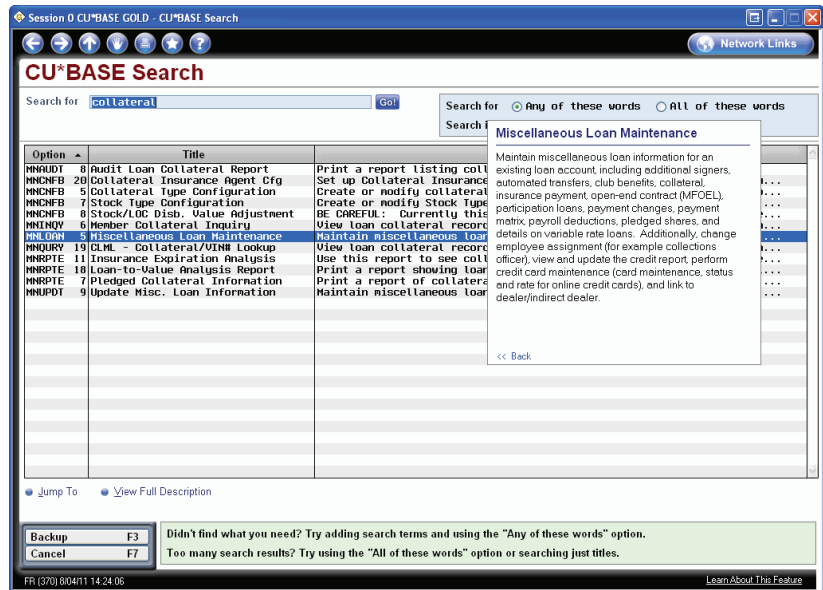 Session 0 CU*BASE GOLD - CU*BASE Search
Network Links
CU*BASE Search
Search for collateral Go! Search for Any of these words All of these words
Search i
Miscellaneous Loan Maintenance
Maintain miscellaneous loan information for an
existing loan account, including additional signers,
automated transfers, club benefits, collateral,
insurance payment, open-end contract (MFOEL),
participation loans, payment changes, payment
matrix, payroll deductions, pledged shares, and
details on variable rate loans. Additionally, change
employee assignment (for example collections
officer), view and update the credit report, perform
credit card maintenance (card maintenance, status
and rate for online credit cards), and link to
dealer/indirect dealer.
<< Back
Option Title
MNAUDT 8 Audit Loan Collateral Report Print a report listing coll
MNCNFB 20 Collateral Insurance Agent Cfg Set up Collateral Insurance
MNCNFB 5 Collateral Type Configuration Create or modify collateral
MNCNFB 7 Stock Type Configuration Create or modify Stock Type
MNCNFB 8 Stock/LOC Disb. Value Adjustment BE CAREFUL: Currently this
MNINQY 6 Member Collateral Inquiry View loan collateral record
MNLOAN 5 Miscellaneous Loan Maintenance Maintain miscellaneous loan
MNQURY 19 CLML - Collateral/VIN# Lookup View loan collateral record
MNRPTE 11 Insurance Expiration Analysis Use this report to see coll
MNRPTE 18 Loan-to-Value Analysis Report Print a report showing loan
MNRPTE 7 Pledged Collateral Information Print a report of collatera
MNUPDT 9 Update Misc. Loan Information Maintain miscellaneous loan
Jump To View Full Description
Backup F3
Cancel F7
Didn't find what you need? Try adding search terms and using the "Any of these words" option.
Too many search results? Try using the "All of these words" option or searching just titles.
FR (370) 8/04/11 14:24:06 Learn About This Feature